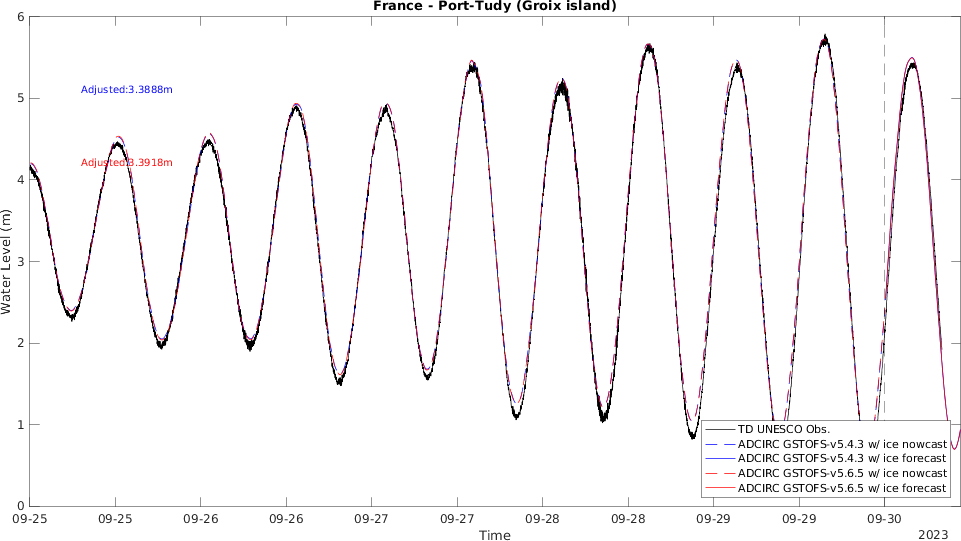 France - Port-Tudy (Groix island)
6
5
4
3
2
1
0
Water Level (m)
Adjusted:3.3888m
Adjusted:3.3918m
TD UNESCO Obs.
ADCIRC GSTOFS-v5.4.3 w/ ice nowcast
ADCIRC GSTOFS-v5.4.3 w/ ice forecast
ADCIRC GSTOFS-v5.6.5 w/ ice nowcast
ADCIRC GSTOFS-v5.6.5 w/ ice forecast
09-25 09-25 09-26 09-26 09-27 09-27 09-28 09-28 09-29 09-29 09-30
Time
2023